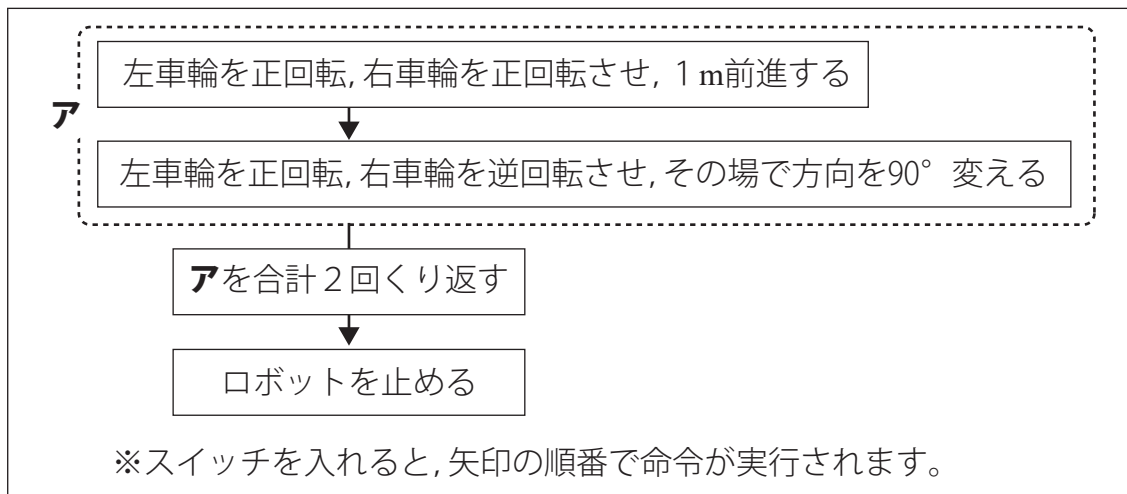 左車輪を正回転,右車輪を正回転させ,１m前進する
ア
左車輪を正回転,右車輪を逆回転させ,その場で方向を90°変える
アを合計２回くり返す
ロボットを止める
※スイッチを入れると,矢印の順番で命令が実行されます。